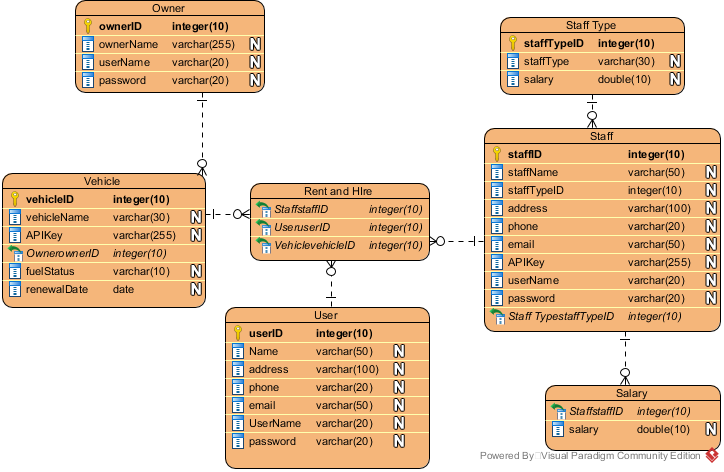 Owner
ownerID integer(10)
ownerName varchar(255) N
userName varchar(20) N
password varchar(20) N
Staff Type
staffTypeID integer(10)
staffType varchar(30) N
salary double(10) N
Staff
staffID integer(10)
staffName varchar(50) N
staffTypeID integer(10) N
address varchar(100) N
phone varchar(20) N
email varchar(50) N
APIKey varchar(255) N
userName varchar(20) N
password varchar(20) N
Staff TypestaffTypeID integer(10)
Vehicle
vehicleID integer(10)
vehicleName varchar(30) N
APIKey varchar(255) N
OwnerownerID integer(10)
fuelStatus varchar(10) N
renewalDate date N
Rent and HIre
StaffstaffID integer(10)
UseruserID integer(10)
VehiclevehicleID integer(10)
User
userID integer(10)
Name varchar(50) N
address varchar(100) N
phone varchar(20) N
email varchar(50) N
UserName varchar(20) N
password varchar(20) N
Salary
StaffstaffID integer(10)
salary double(10) N
Powered By Visual Paradigm Community Edition